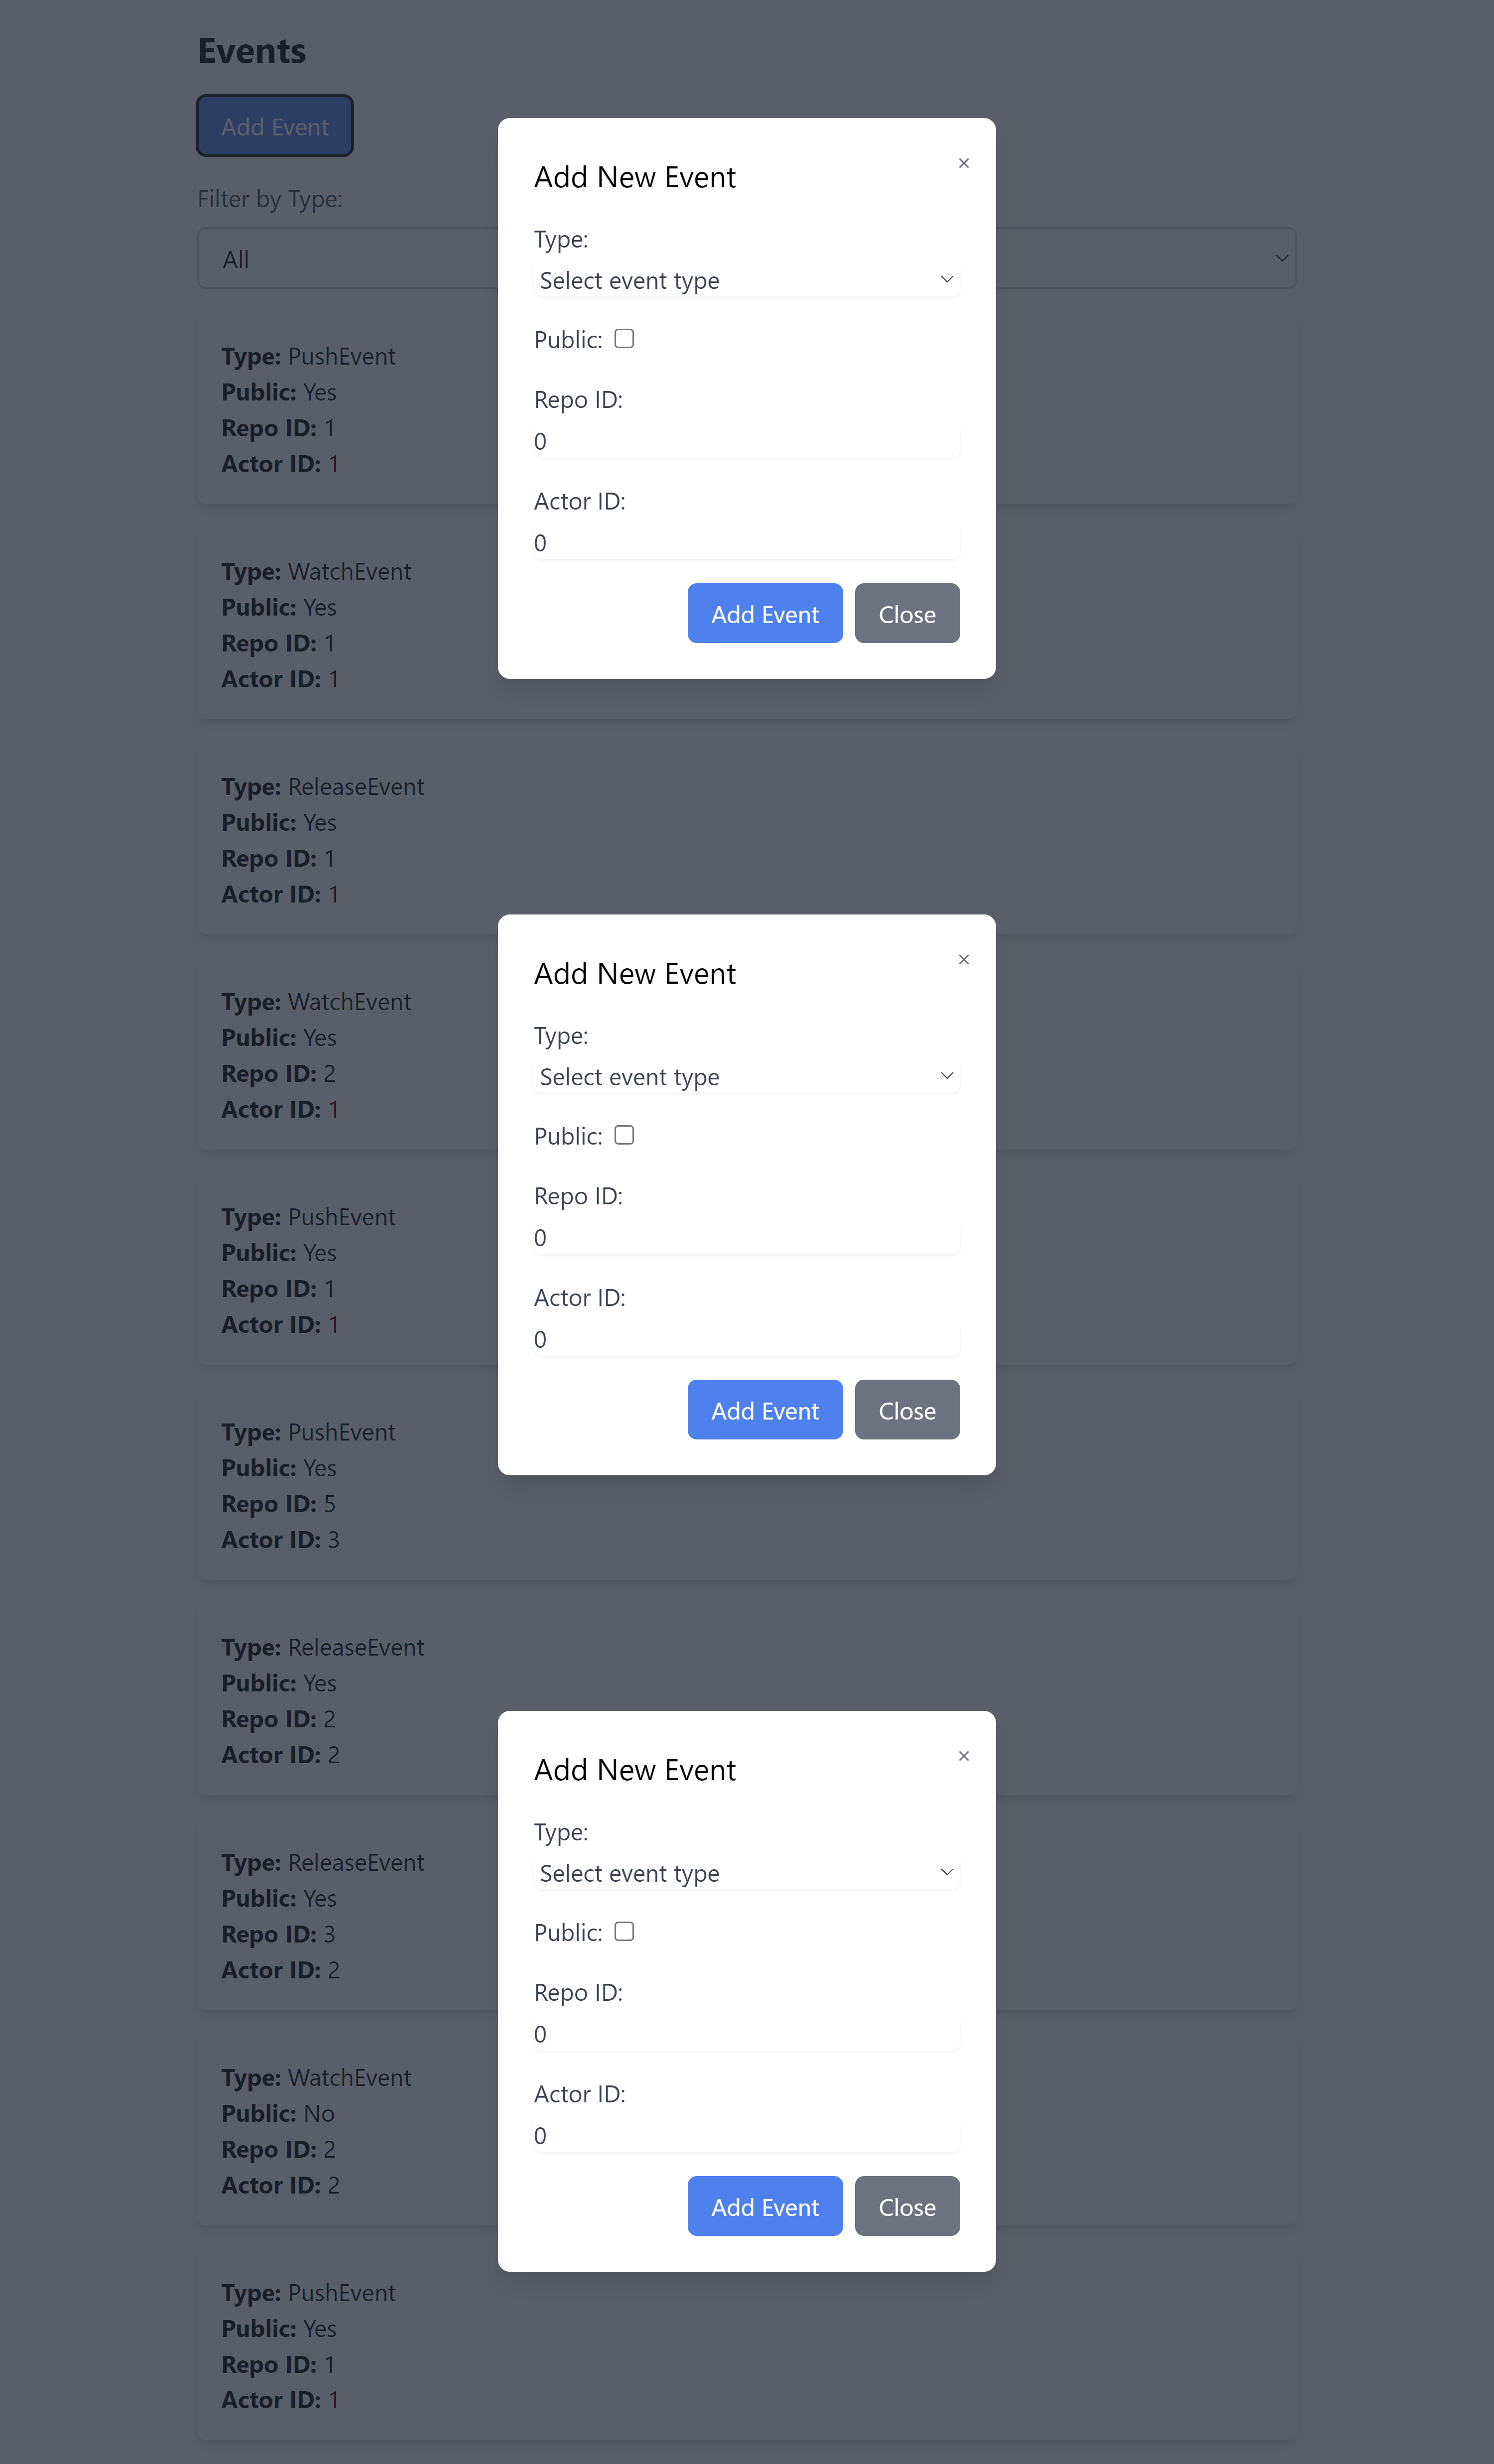 Events
Add Event
Filter by Type:
All
Type: PushEvent
Public: Yes
Repo ID: 1
Actor ID: 1
Type: WatchEvent
Public: Yes
Repo ID: 1
Actor ID: 1
Type: ReleaseEvent
Public: Yes
Repo ID: 1
Actor ID: 1
Type: WatchEvent
Public: Yes
Repo ID: 2
Actor ID: 1
Type: PushEvent
Public: Yes
Repo ID: 1
Actor ID: 1
Type: PushEvent
Public: Yes
Repo ID: 5
Actor ID: 3
Type: ReleaseEvent
Public: Yes
Repo ID: 2
Actor ID: 2
Type: ReleaseEvent
Public: Yes
Repo ID: 3
Actor ID: 2
Type: WatchEvent
Public: No
Repo ID: 2
Actor ID: 2
Type: PushEvent
Public: Yes
Repo ID: 1
Actor ID: 1
Add New Event ×
Type:
Select event type
Public:
Repo ID:
0
Actor ID:
0
Add Event Close
Add New Event ×
Type:
Select event type
Public:
Repo ID:
0
Actor ID:
0
Add Event Close
Add New Event ×
Type:
Select event type
Public:
Repo ID:
0
Actor ID:
0
Add Event Close